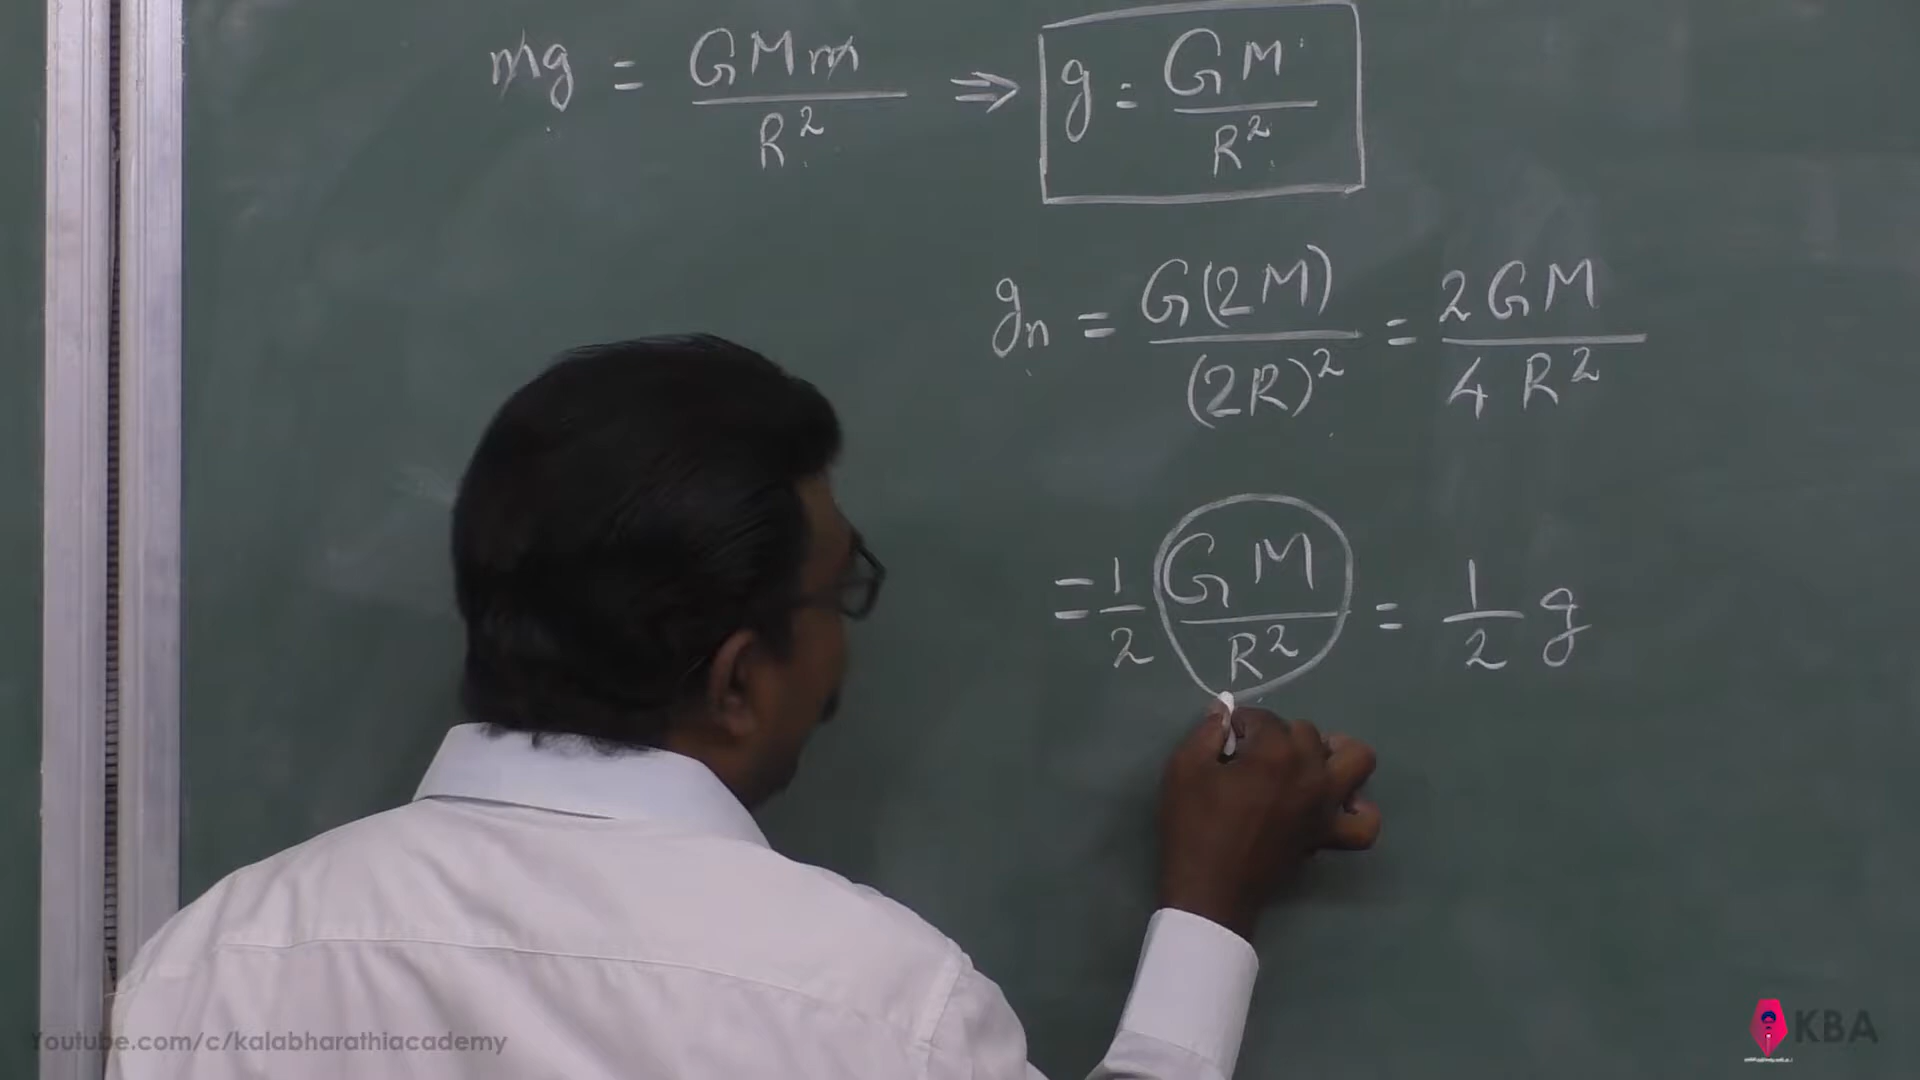 mg = GMm/R² ⇒ g = GM/R²
gn = G(2M)/(2R)² = 2GM/4R²
= 1/2 GM/R² = 1/2 g
Youtube.com/c/kalabharathiacademy
KBA